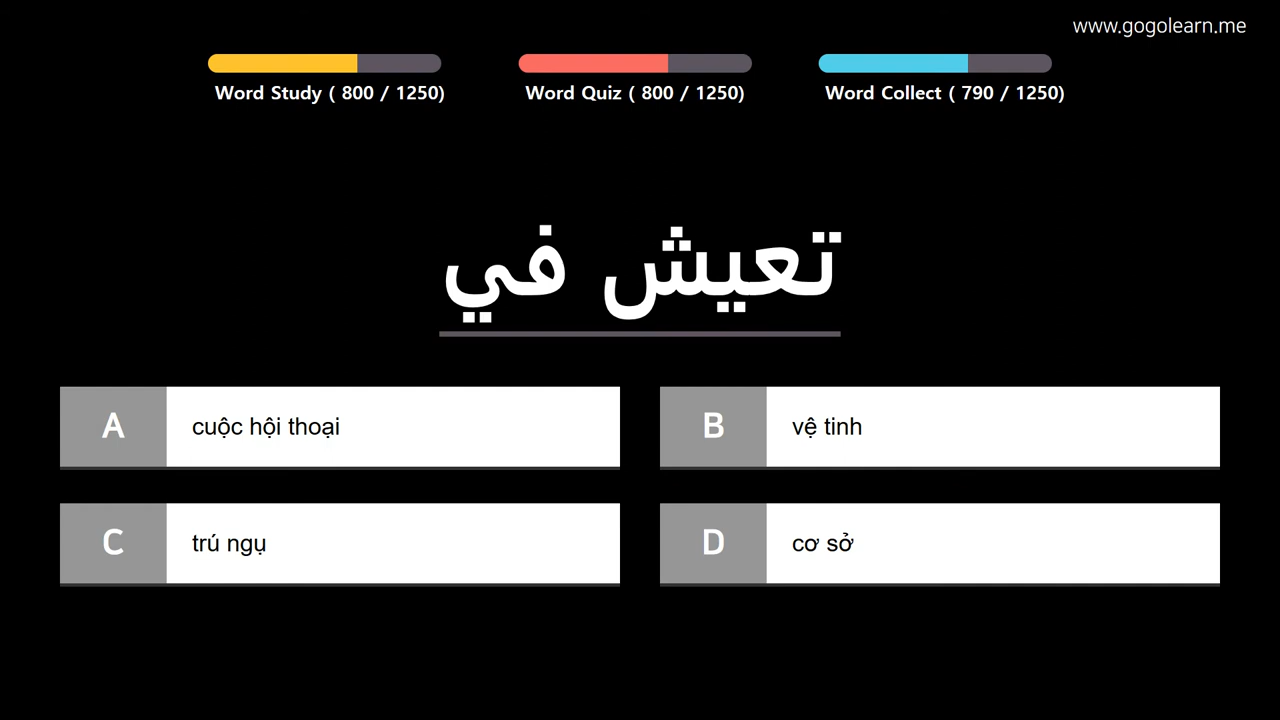 www.gogolearn.me
Word Study ( 800 / 1250)
Word Quiz ( 800 / 1250)
Word Collect ( 790 / 1250)
تعيش في
A
cuộc hội thoại
B
vệ tinh
C
trú ngụ
D
cơ sở